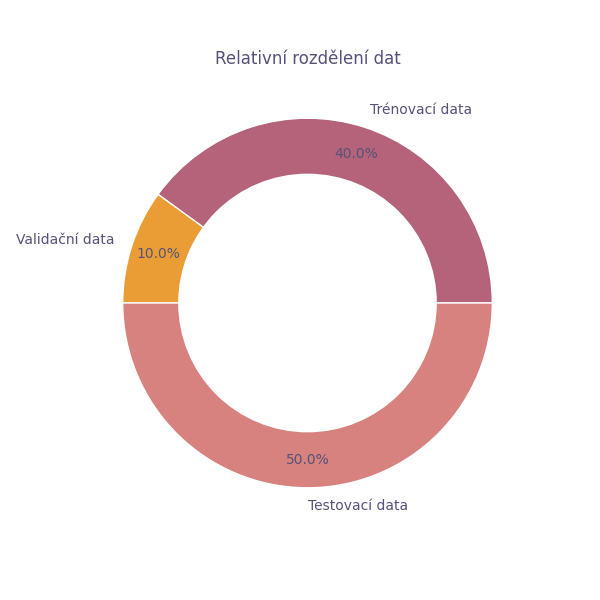 Relativní rozdělení dat
Trénovací data
40.0%
Validační data
10.0%
50.0%
Testovací data